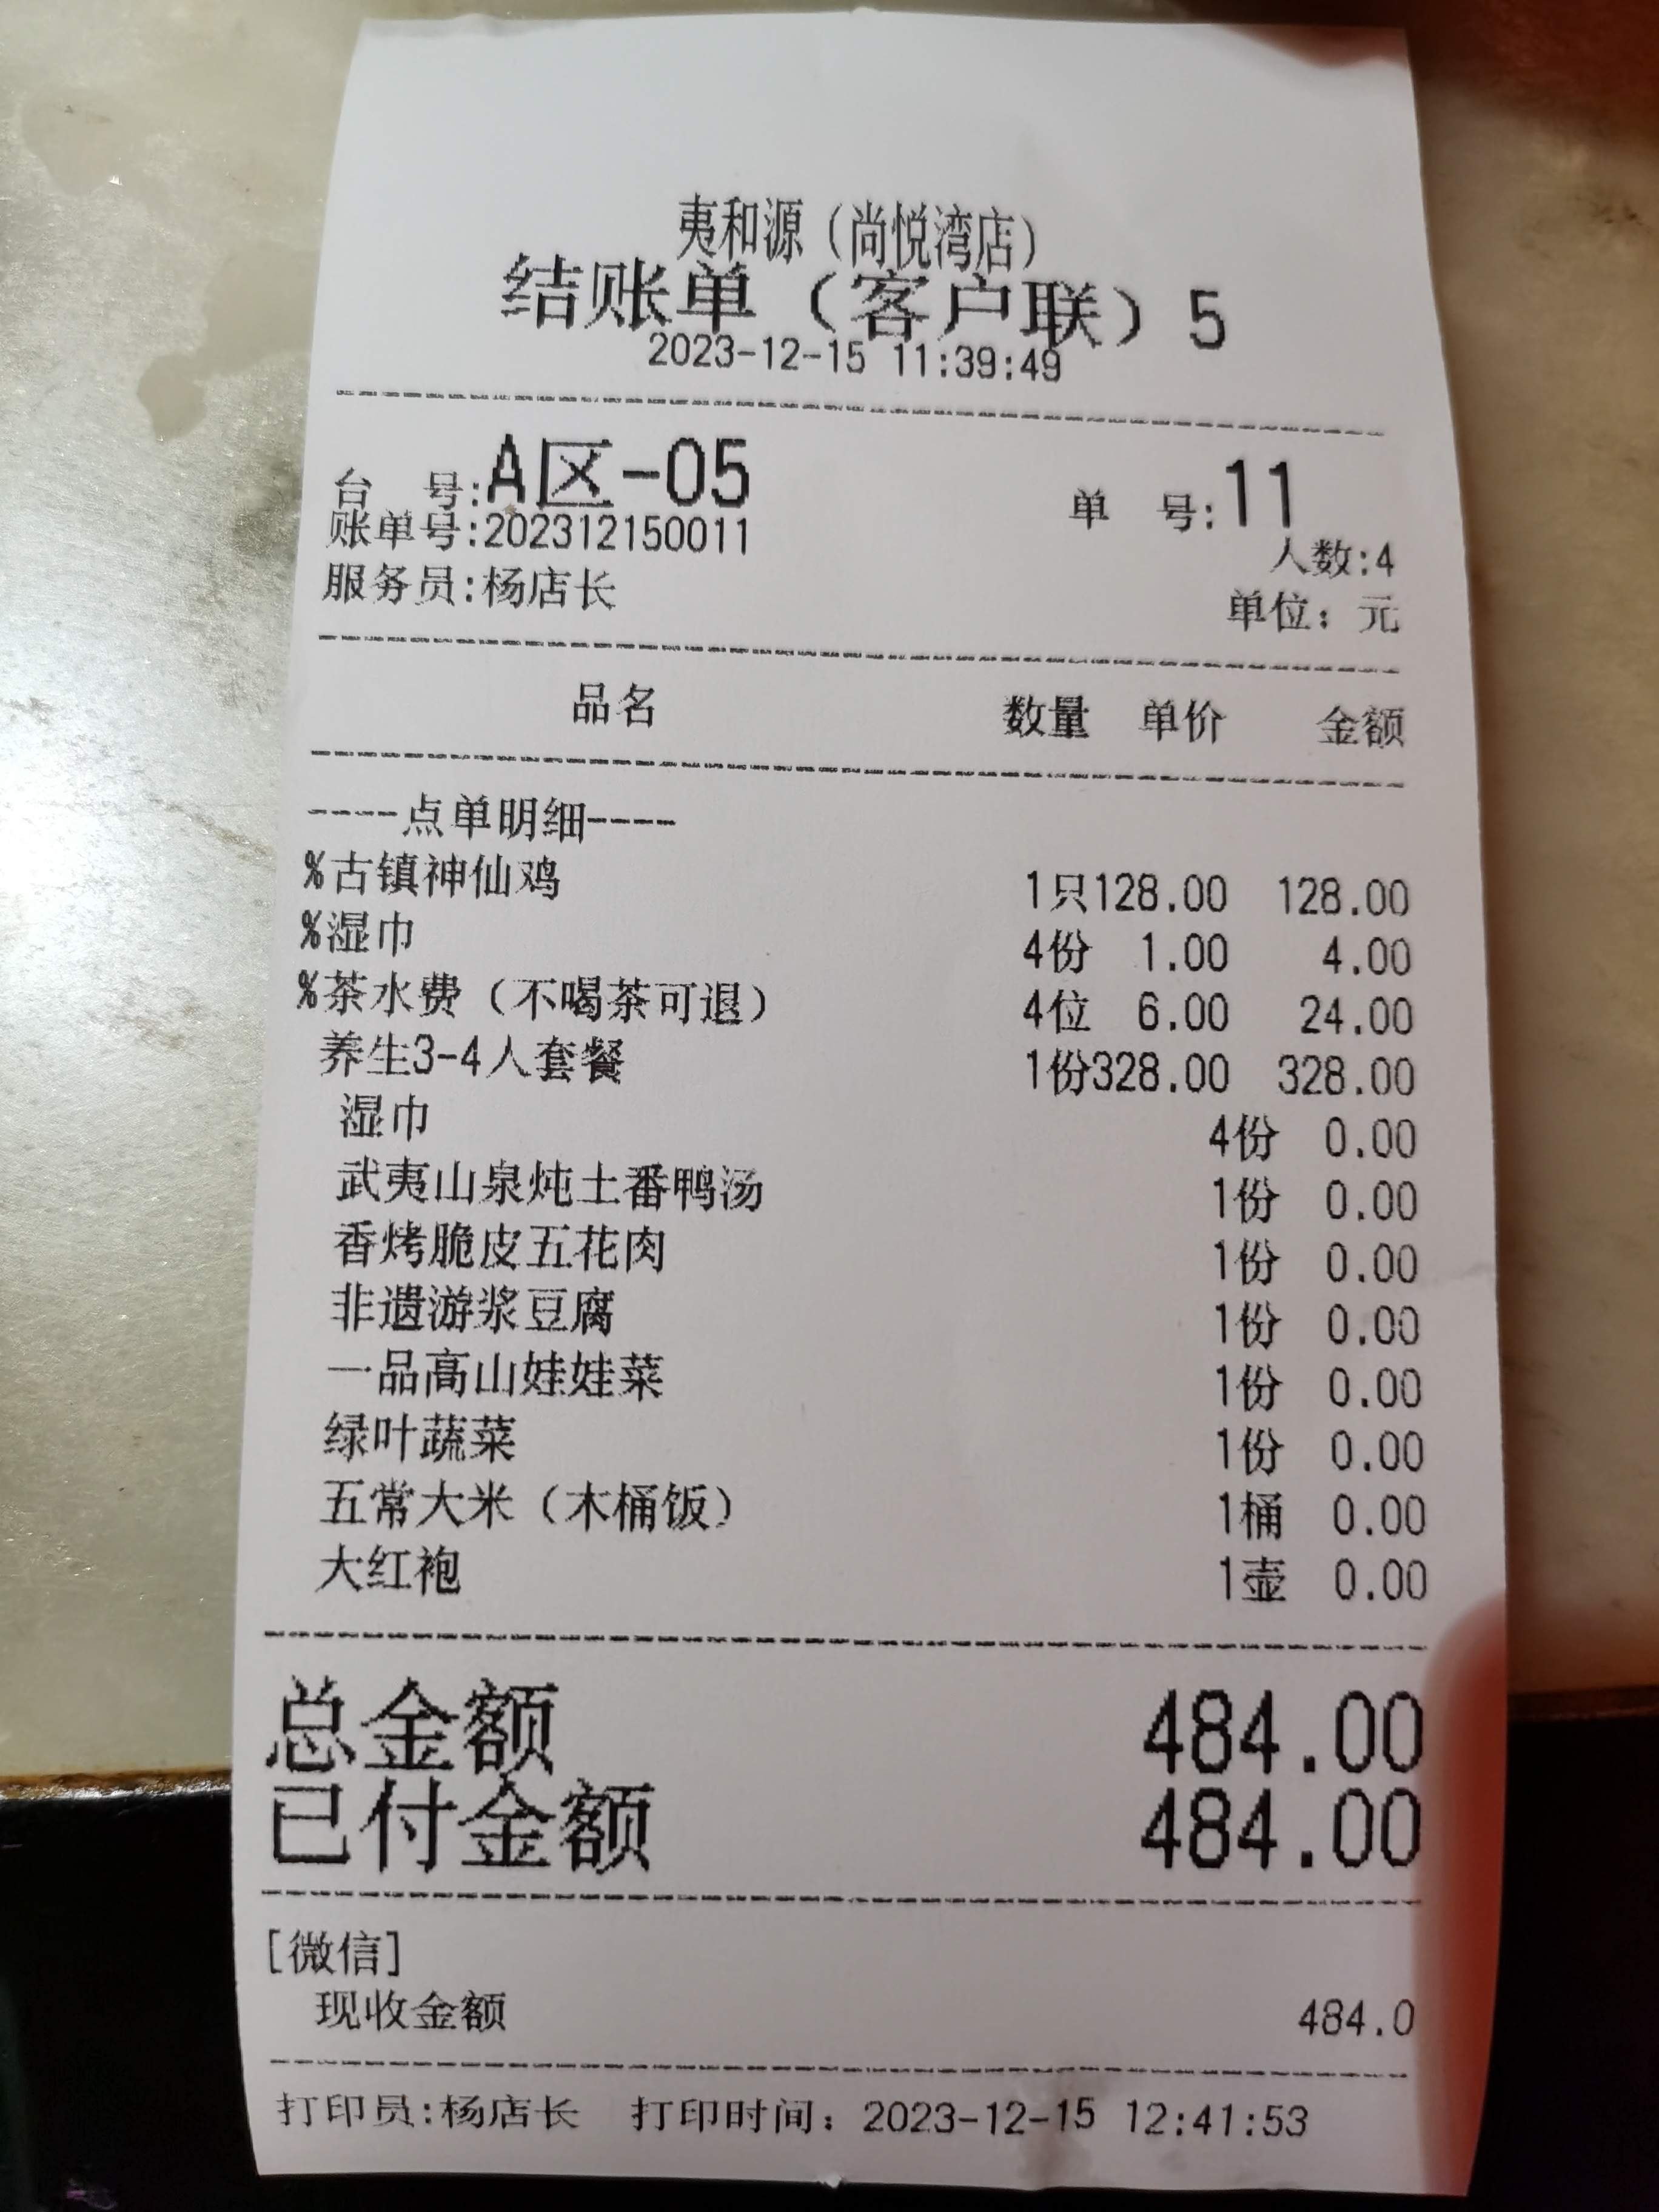 夷和源（尚悦湾店）
结账单（客户联）5
2023-12-15 11:39:49
台 号:A区-05 单 号:11
账单号:202312150011 人数:4
服务员:杨店长 单位：元
品名 数量 单价 金额
----点单明细----
%古镇神仙鸡 1只128.00 128.00
%湿巾 4份 1.00 4.00
%茶水费（不喝茶可退） 4位 6.00 24.00
养生3-4人套餐 1份328.00 328.00
湿巾 4份 0.00
武夷山泉炖土番鸭汤 1份 0.00
香烤脆皮五花肉 1份 0.00
非遗游浆豆腐 1份 0.00
一品高山娃娃菜 1份 0.00
绿叶蔬菜 1份 0.00
五常大米（木桶饭） 1桶 0.00
大红袍 1壶 0.00
总金额 484.00
已付金额 484.00
[微信]
现收金额 484.0
打印员:杨店长 打印时间：2023-12-15 12:41:53